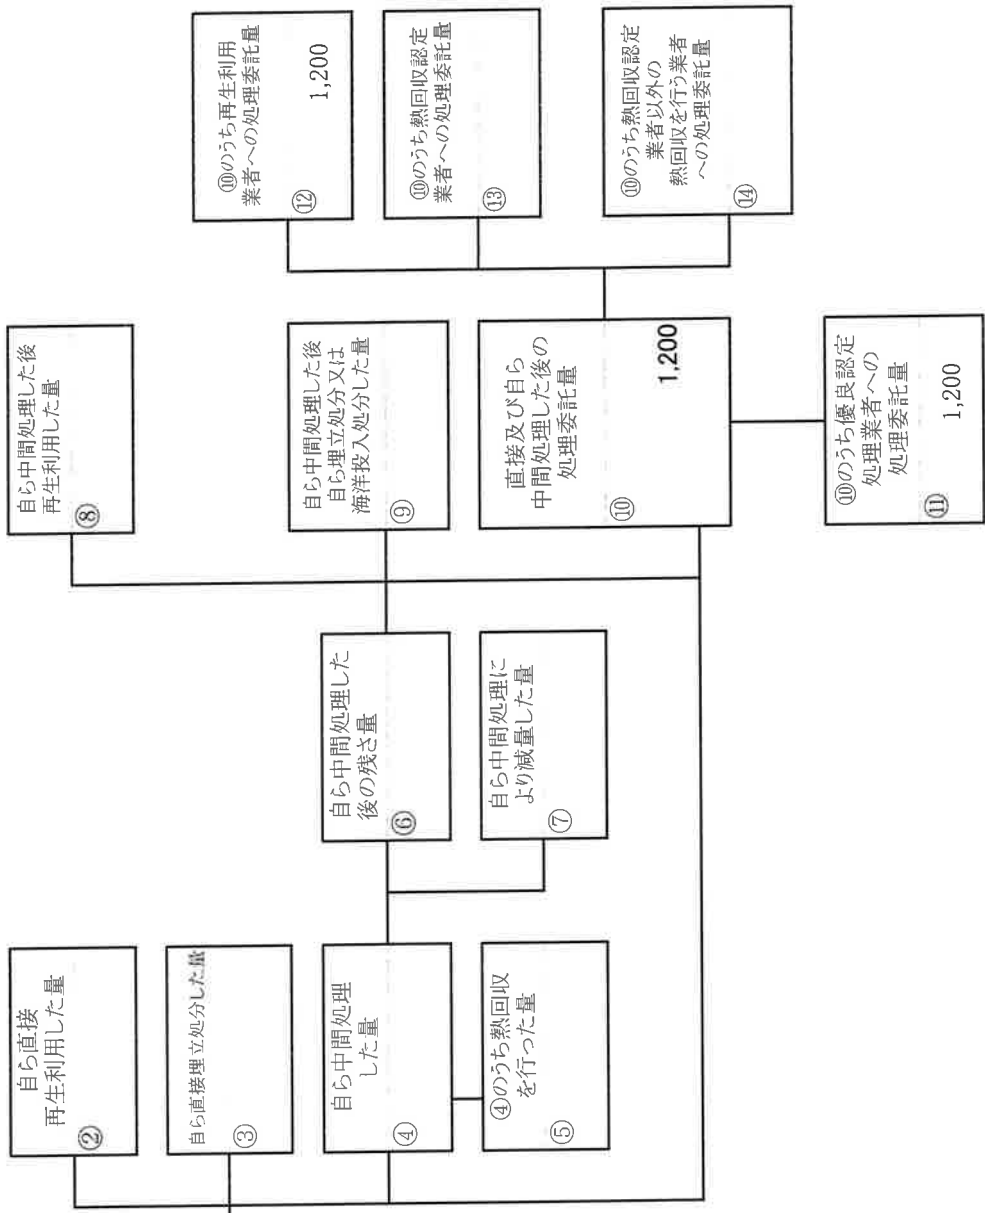 自ら直接
再生利用した量
②
自ら直接埋立処分した量
③
自ら中間処理
した量
④
④のうち熱回収
を行った量
⑤
自ら中間処理した
後の残さ量
⑥
自ら中間処理に
より減量した量
⑦
自ら中間処理した後
再生利用した量
⑧
自ら中間処理した後
自ら埋立処分又は
海洋投入処分した量
⑨
直接及び自ら
中間処理した後の
処理委託量
⑩
1,200
⑩のうち優良認定
処理業者への
処理委託量
⑪
1,200
⑩のうち再生利用
業者への処理委託量
⑫
1,200
⑩のうち熱回収認定
業者への処理委託量
⑬
⑩のうち熱回収認定
業者以外の
熱回収を行う業者
への処理委託量
⑭